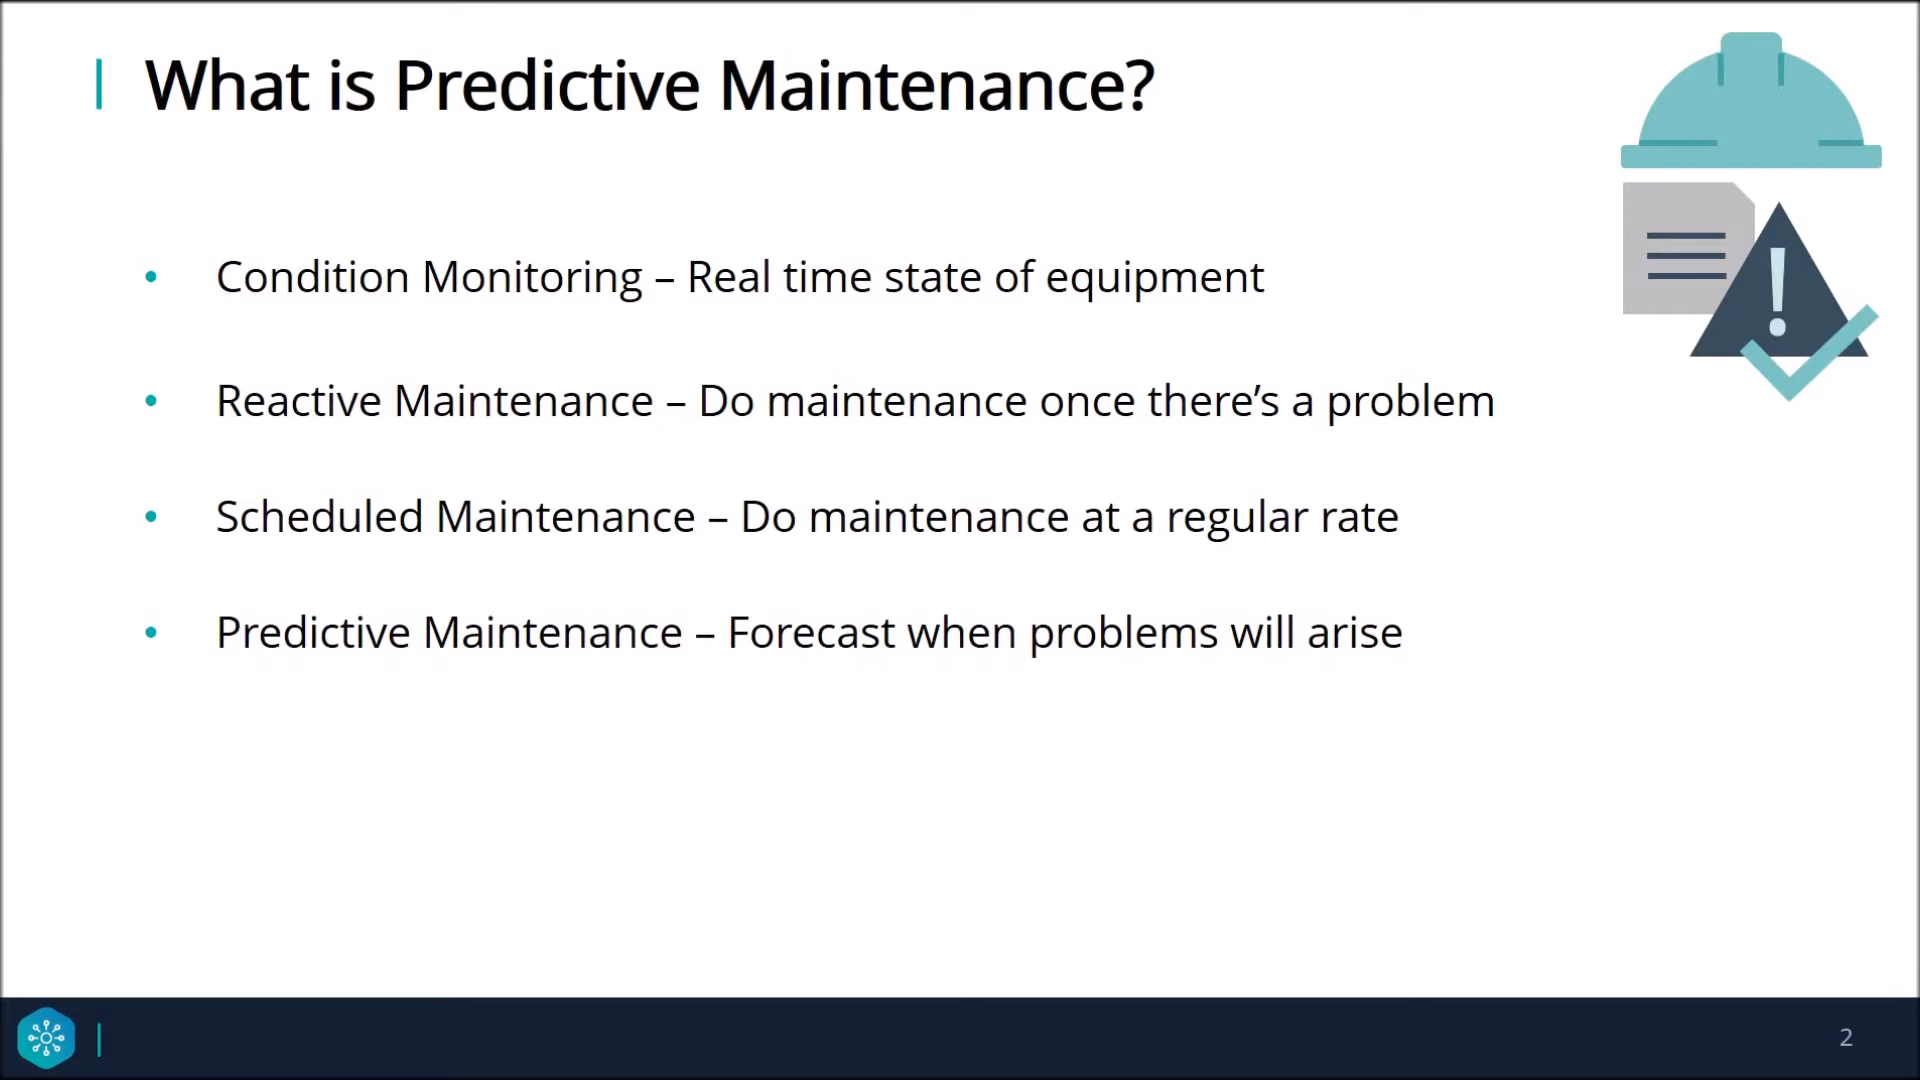 What is Predictive Maintenance?
• Condition Monitoring – Real time state of equipment
• Reactive Maintenance – Do maintenance once there’s a problem
• Scheduled Maintenance – Do maintenance at a regular rate
• Predictive Maintenance – Forecast when problems will arise
!
2